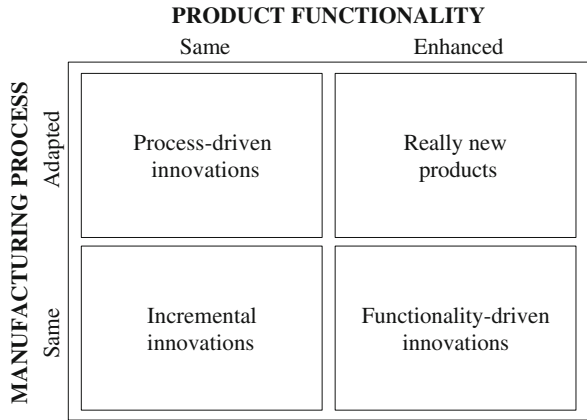 PRODUCT FUNCTIONALITY
Same Enhanced
MANUFACTURING PROCESS
Adapted
Process-driven
innovations
Really new
products
Same
Incremental
innovations
Functionality-driven
innovations